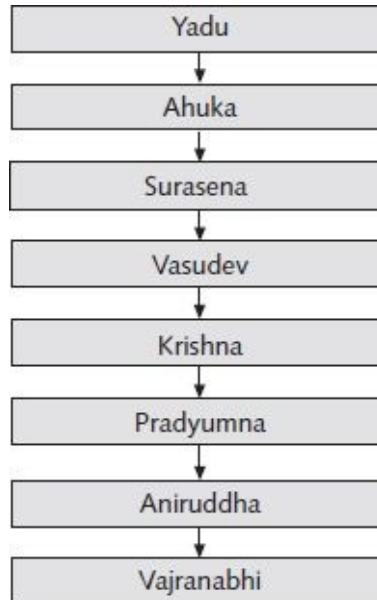 Yadu
Ahuka
Surasena
Vasudev
Krishna
Pradyumna
Aniruddha
Vajranabhi